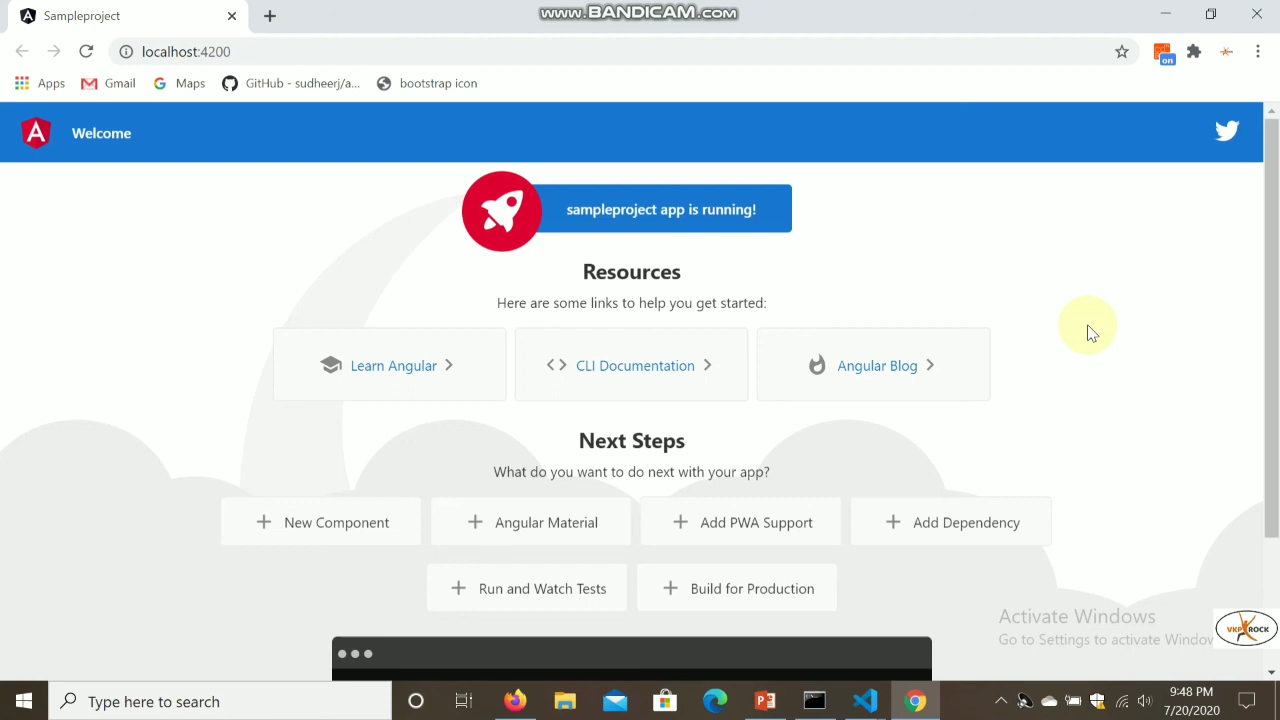 Sampleproject
www.BANDICAM.com
localhost:4200
on
Apps
Gmail
Maps
GitHub - sudheerj/a...
bootstrap icon
Welcome
sampleproject app is running!
Resources
Here are some links to help you get started:
Learn Angular
CLI Documentation
Angular Blog
Next Steps
What do you want to do next with your app?
New Component
Angular Material
Add PWA Support
Add Dependency
Run and Watch Tests
Build for Production
Activate Windows
Go to Settings to activate Window
VKP ROCK
Type here to search
9:48 PM
7/20/2020